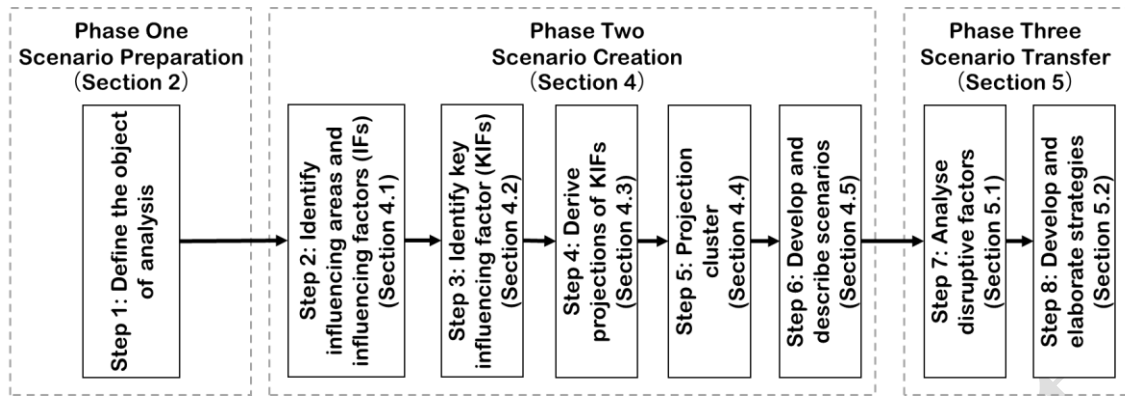 Phase One
Scenario Preparation
(Section 2)
Step 1: Define the object
of analysis
Phase Two
Scenario Creation
(Section 4)
Step 2: Identify
influencing areas and
influencing factors (IFs)
(Section 4.1)
Step 3: Identify key
influencing factor (KIFs)
(Section 4.2)
Step 4: Derive
projections of KIFs
(Section 4.3)
Step 5: Projection
cluster
(Section 4.4)
Step 6: Develop and
describe scenarios
(Section 4.5)
Phase Three
Scenario Transfer
(Section 5)
Step 7: Analyse
disruptive factors
(Section 5.1)
Step 8: Develop and
elaborate strategies
(Section 5.2)